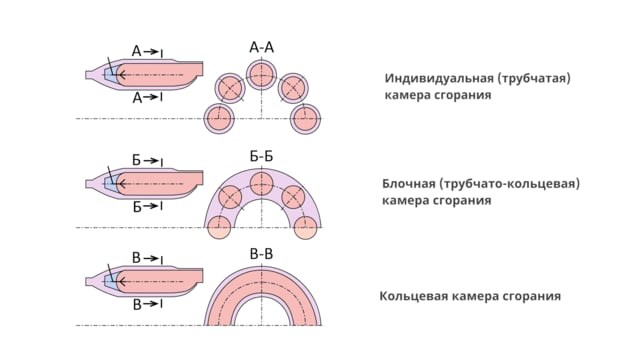 А
А-А
А
Индивидуальная (трубчатая)
камера сгорания
Б
Б-Б
Б
Блочная (трубчато-кольцевая)
камера сгорания
В
В-В
В
Кольцевая камера сгорания